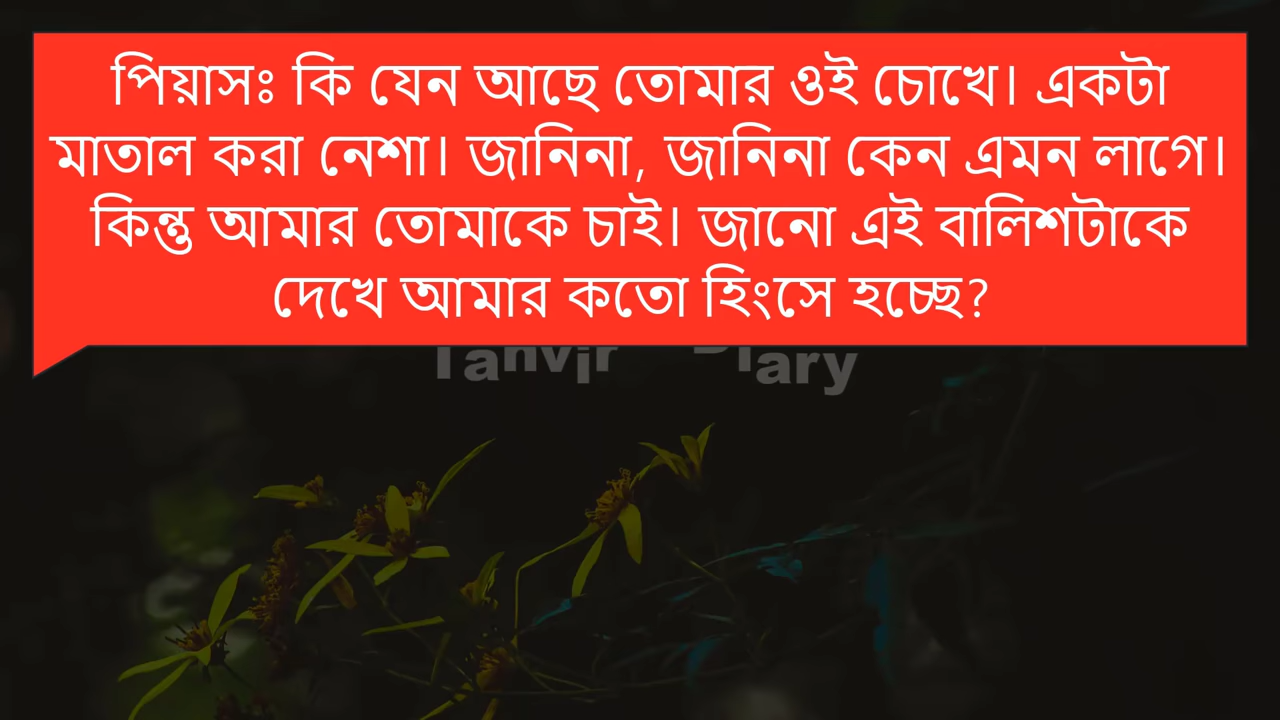 পিয়াসঃ কি যেন আছে তোমার ওই চোখে। একটা
মাতাল করা নেশা। জানিনা, জানিনা কেন এমন লাগে।
কিন্তু আমার তোমাকে চাই। জানো এই বালিশটাকে
দেখে আমার কতো হিংসে হচ্ছে?
Tanvir Diary